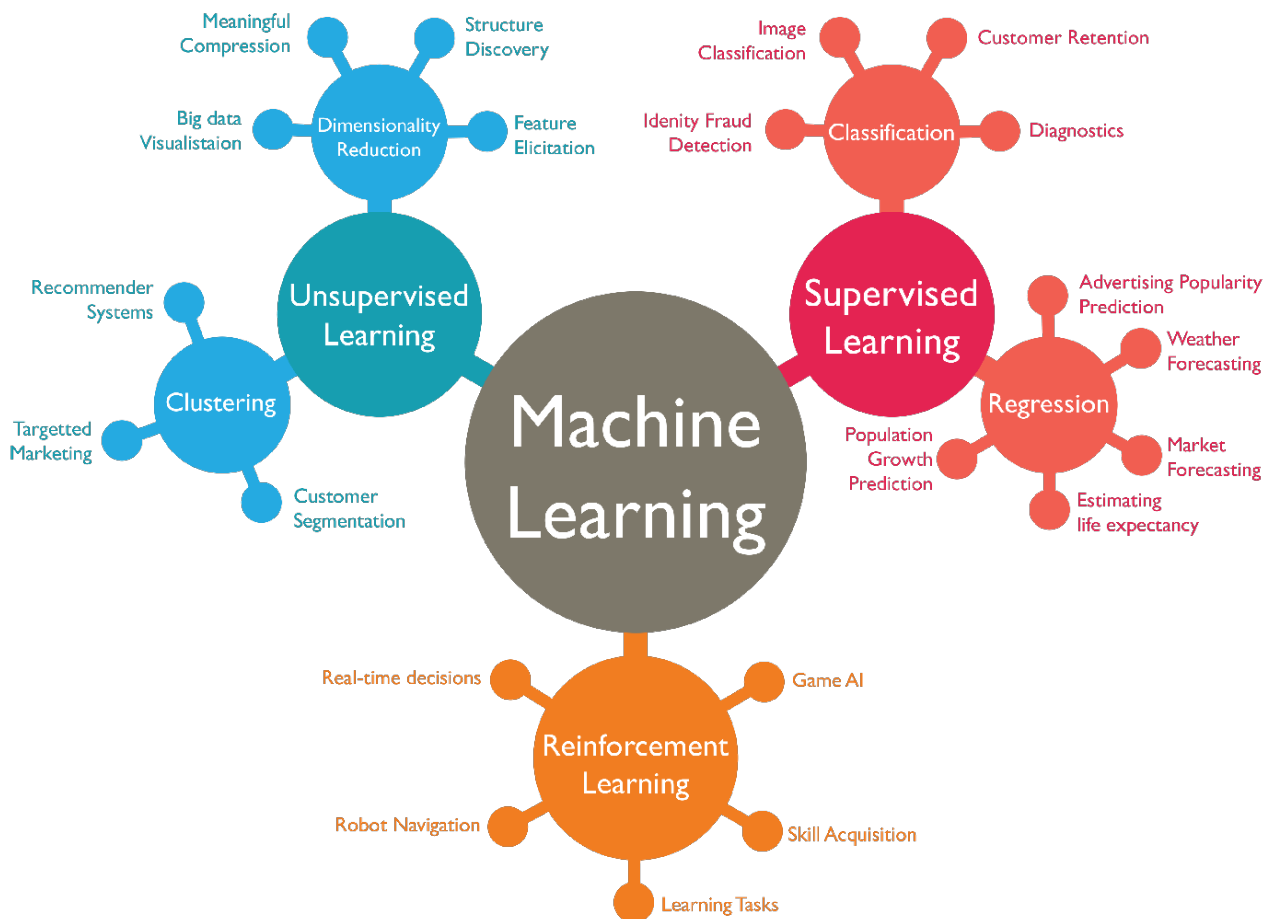 Meaningful
Compression
Structure
Discovery
Big data
Visualistaion
Dimensionality
Reduction
Feature
Elicitation
Unsupervised
Learning
Recommender
Systems
Clustering
Targetted
Marketing
Customer
Segmentation
Image
Classification
Customer Retention
Idenity Fraud
Detection
Classification
Diagnostics
Supervised
Learning
Advertising Popularity
Prediction
Weather
Forecasting
Regression
Population
Growth
Prediction
Market
Forecasting
Estimating
life expectancy
Machine
Learning
Real-time decisions
Game AI
Reinforcement
Learning
Robot Navigation
Skill Acquisition
Learning Tasks